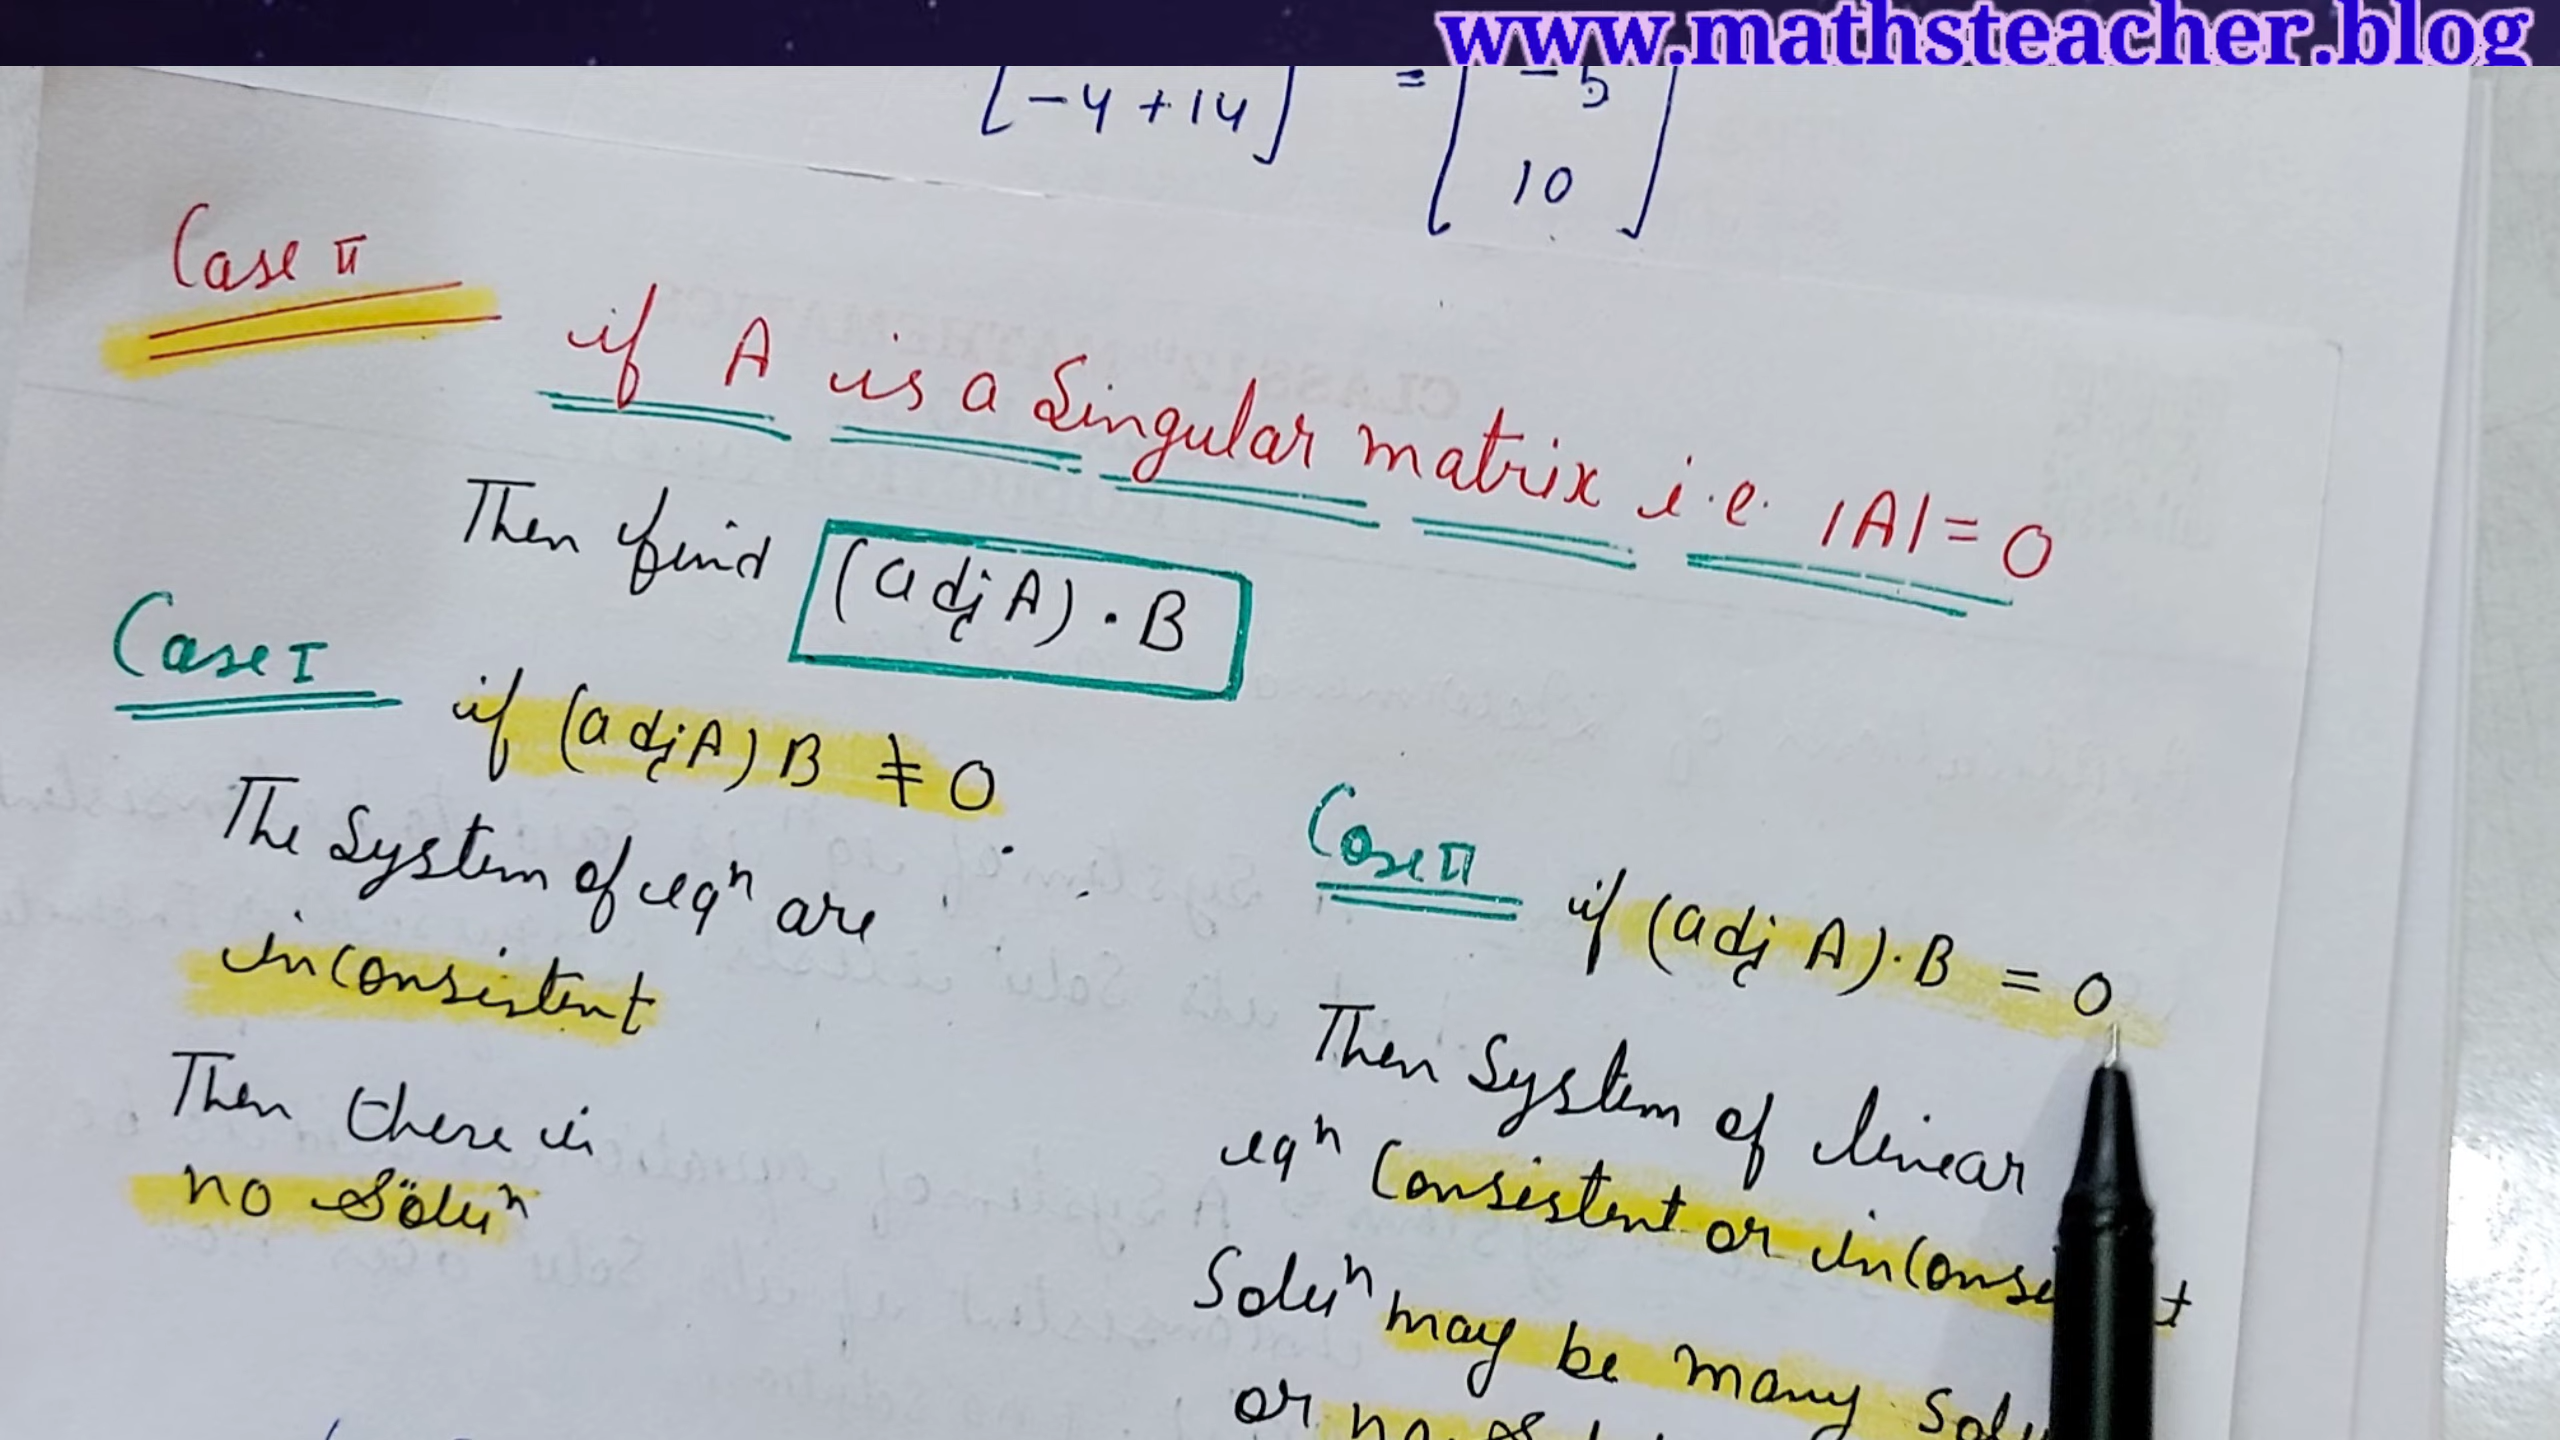 www.mathsteacher.blog
[-4+14] = [-5
10]
Case II
if A is a Singular matrix i.e. |A| = 0
Then find (adj A) · B
Case I
if (adj A) B ≠ 0
The System of eqⁿ are
inconsistent
Then there is
no Soluⁿ
Case II
if (adj A)·B = 0
Then System of linear
eqⁿ Consistent or
Soluⁿ may be many
or no